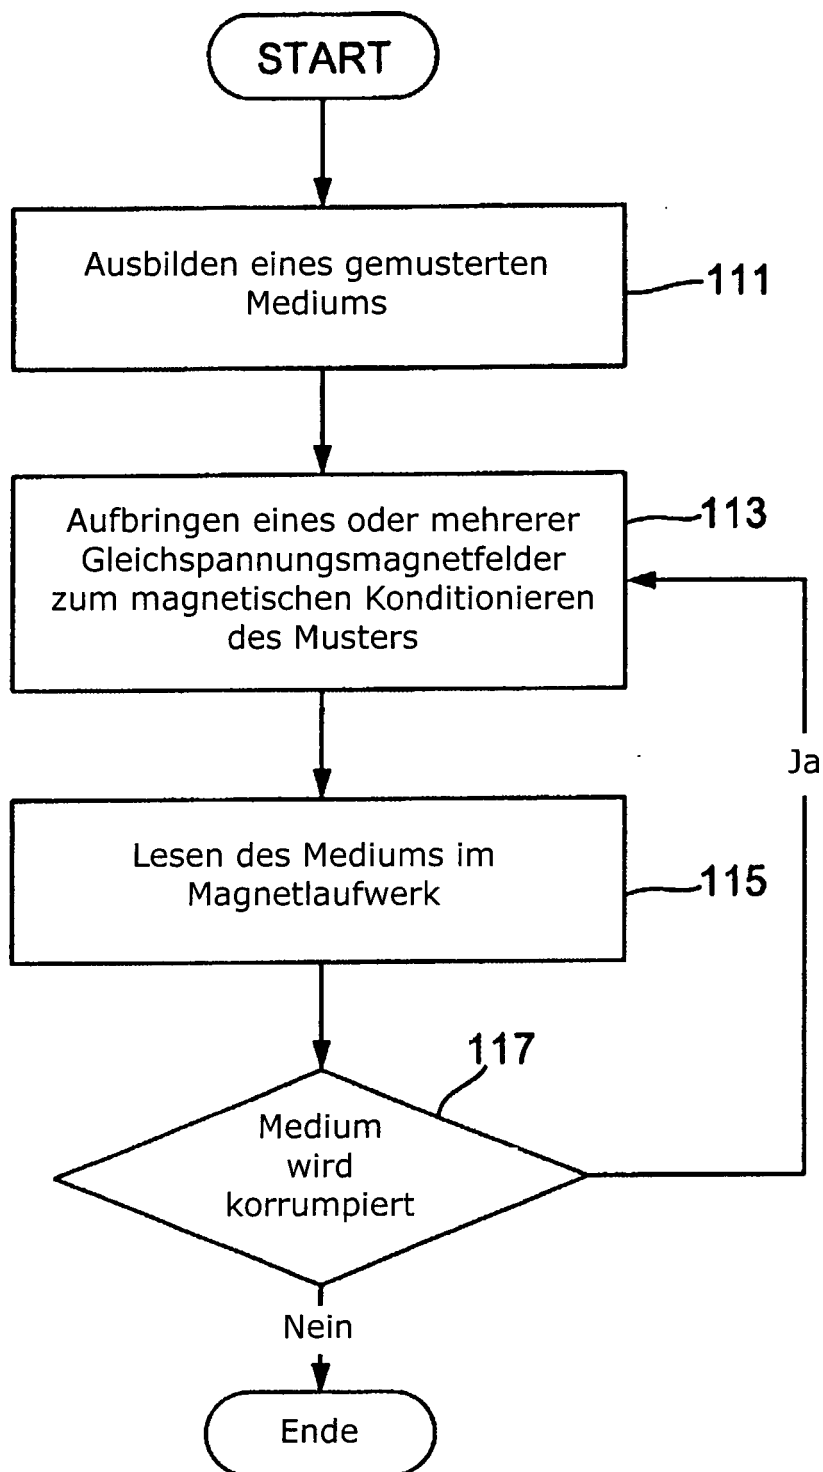 START
Ausbilden eines gemusterten
Mediums
111
Aufbringen eines oder mehrerer
Gleichspannungsmagnetfelder
zum magnetischen Konditionieren
des Musters
113
Ja
Lesen des Mediums im
Magnetlaufwerk
115
117
Medium
wird
korrumpiert
Nein
Ende